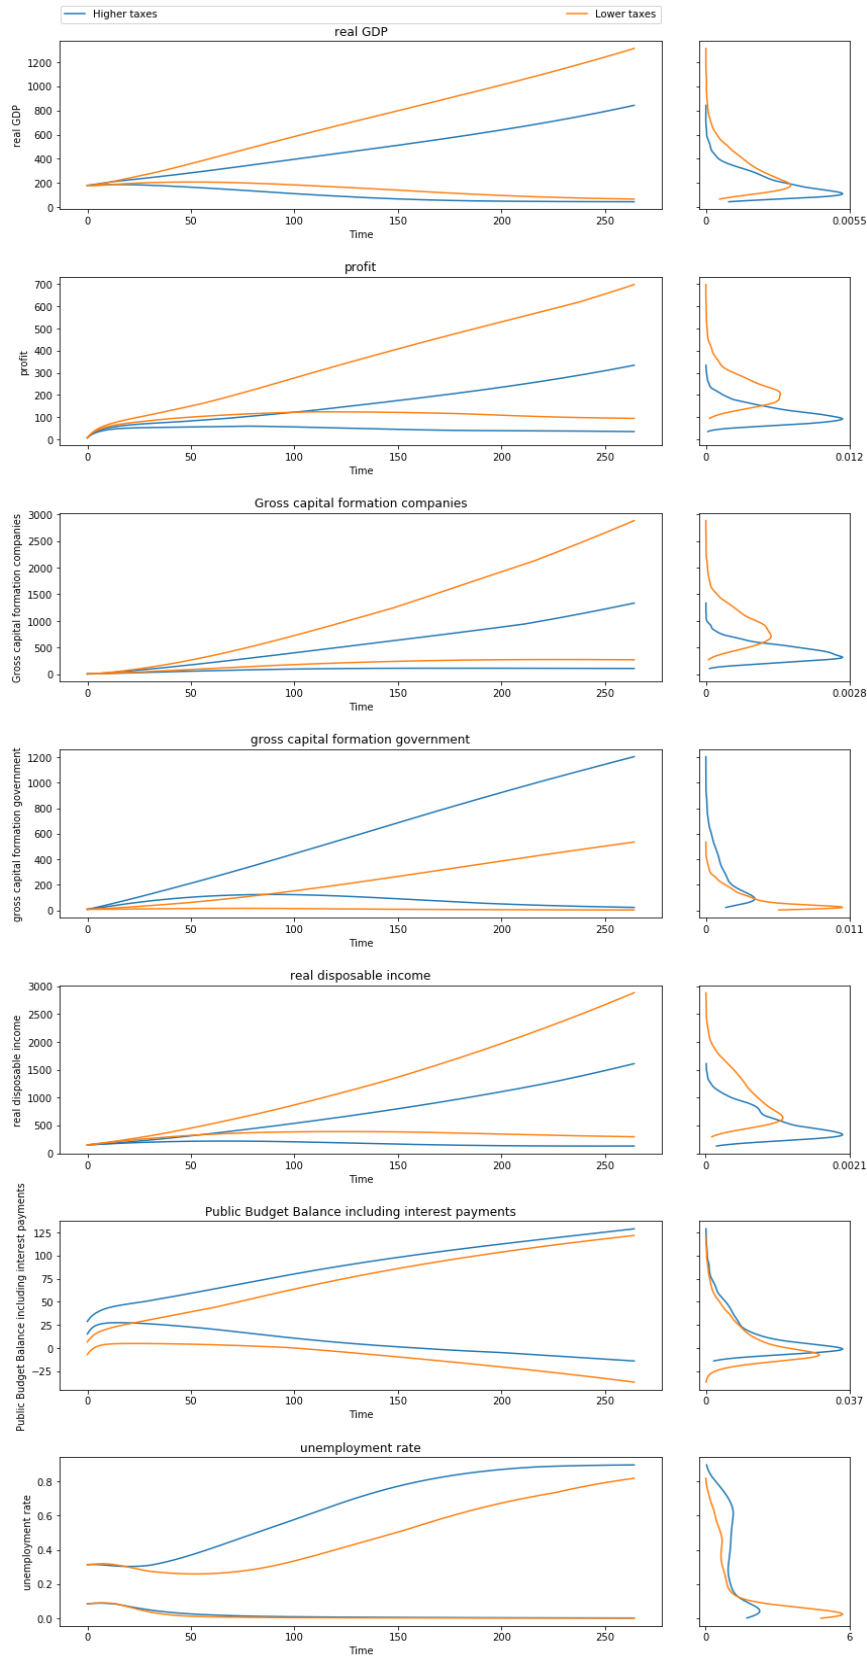 Higher taxes Lower taxes
real GDP
real GDP
1200
1000
800
600
400
200
0
0 50 100 150 200 250
Time
0 0.0055
profit
profit
700
600
500
400
300
200
100
0
0 50 100 150 200 250
Time
0 0.012
Gross capital formation companies
Gross capital formation companies
3000
2500
2000
1500
1000
500
0
0 50 100 150 200 250
Time
0 0.0028
gross capital formation government
gross capital formation government
1200
1000
800
600
400
200
0
0 50 100 150 200 250
Time
0 0.011
real disposable income
real disposable income
3000
2500
2000
1500
1000
500
0
0 50 100 150 200 250
Time
0 0.0021
Public Budget Balance including interest payments
Public Budget Balance including interest payments
125
100
75
50
25
0
−25
0 50 100 150 200 250
Time
0 0.037
unemployment rate
unemployment rate
0.8
0.6
0.4
0.2
0.0
0 50 100 150 200 250
Time
0 6